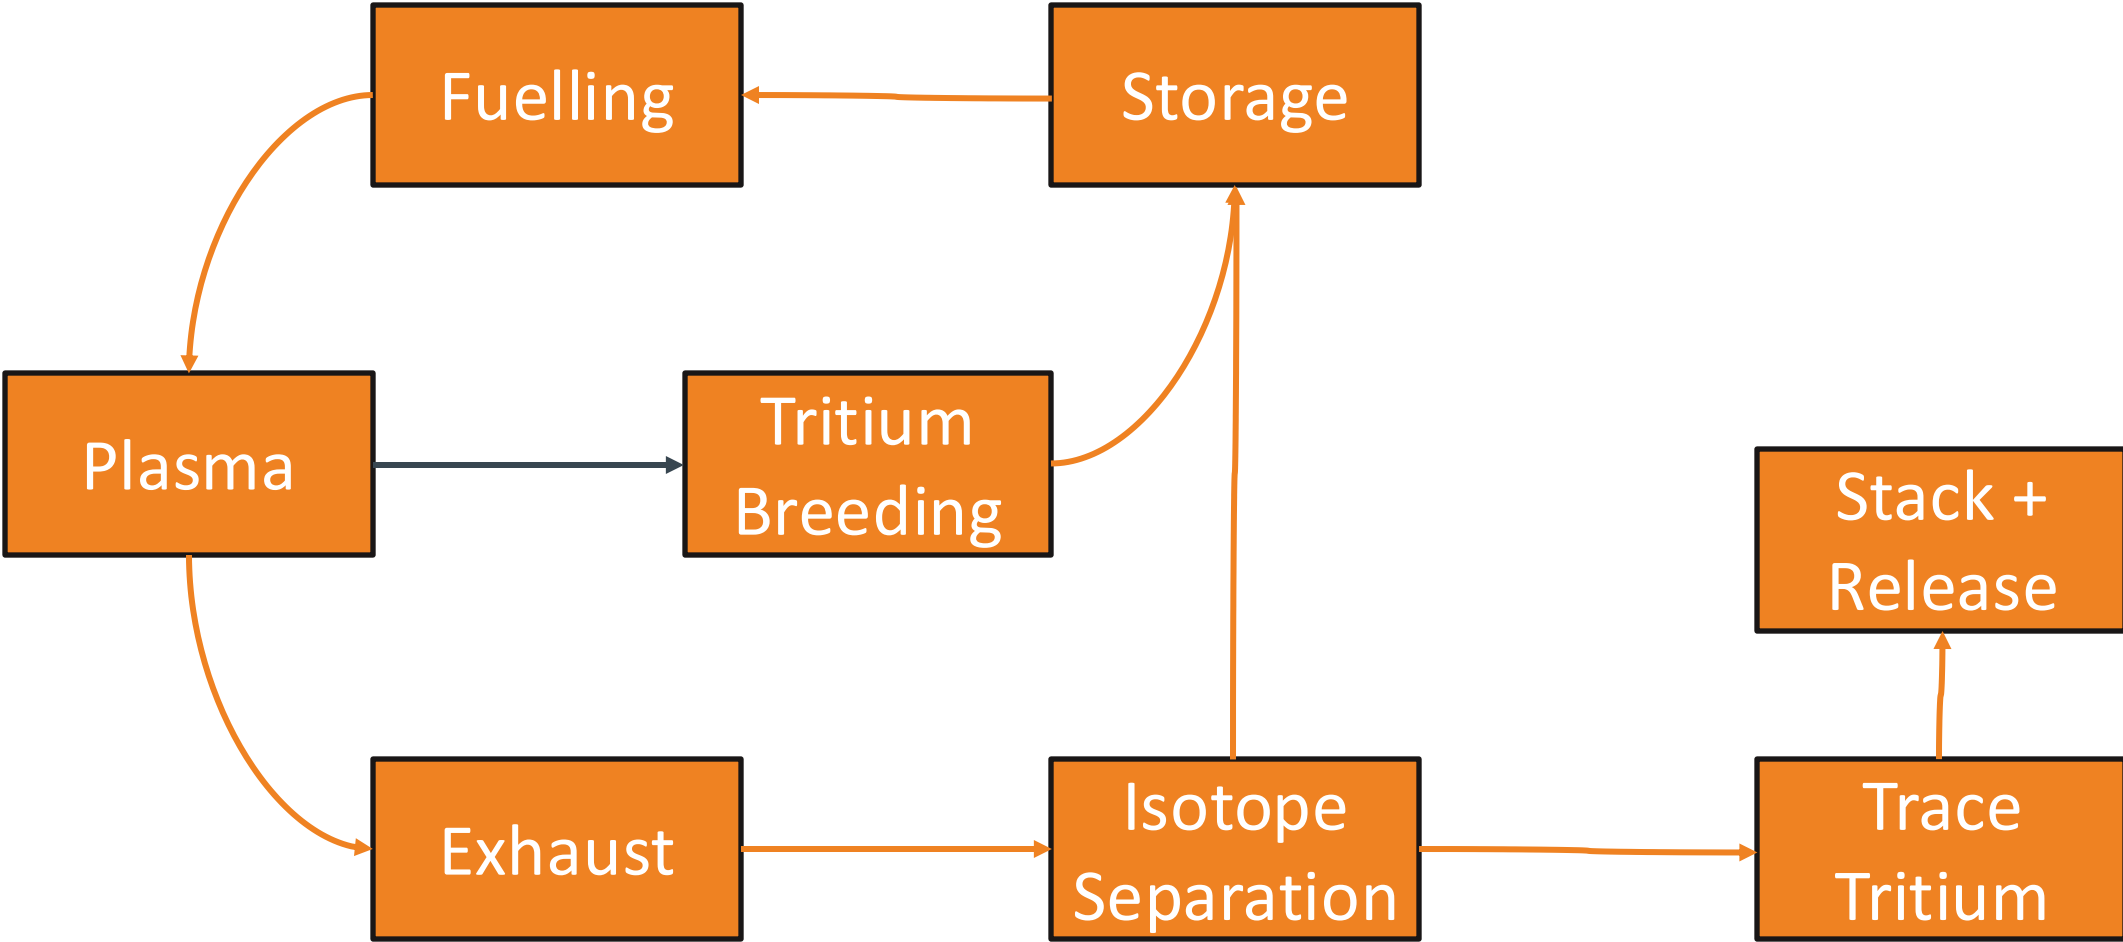 Fuelling
Storage
Plasma
Tritium
Breeding
Stack +
Release
Exhaust
Isotope
Separation
Trace
Tritium